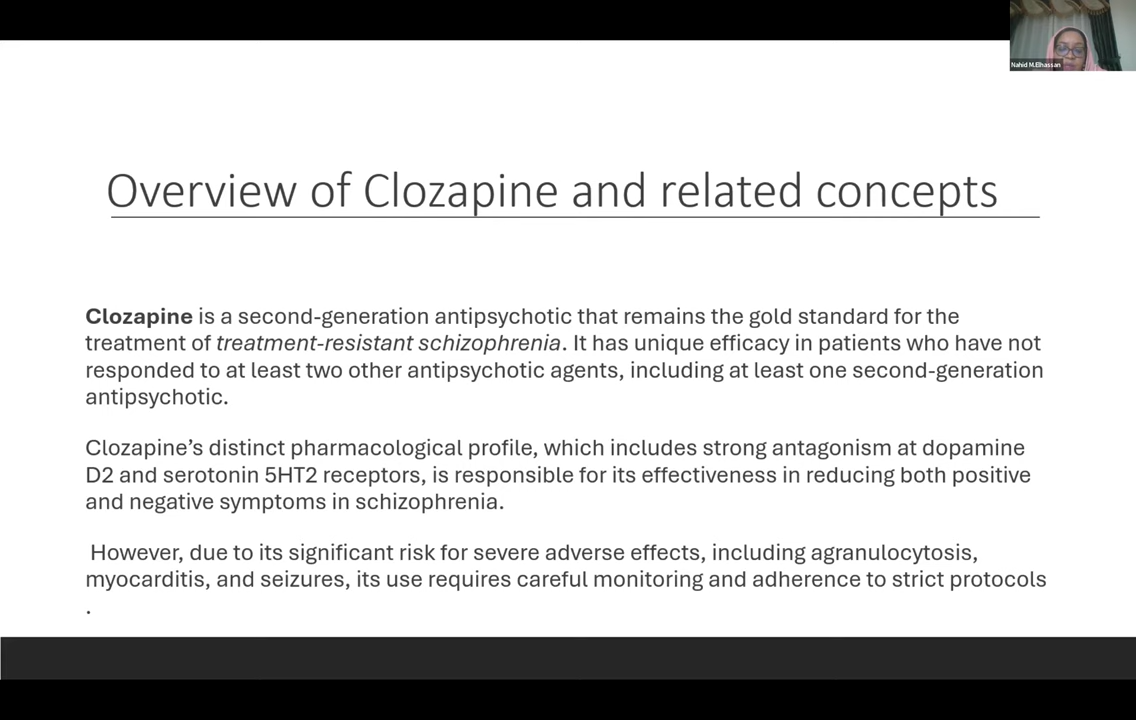 Nahid M.Elhassan
Overview of Clozapine and related concepts
Clozapine is a second-generation antipsychotic that remains the gold standard for the
treatment of treatment-resistant schizophrenia. It has unique efficacy in patients who have not
responded to at least two other antipsychotic agents, including at least one second-generation
antipsychotic.
Clozapine’s distinct pharmacological profile, which includes strong antagonism at dopamine
D2 and serotonin 5HT2 receptors, is responsible for its effectiveness in reducing both positive
and negative symptoms in schizophrenia.
However, due to its significant risk for severe adverse effects, including agranulocytosis,
myocarditis, and seizures, its use requires careful monitoring and adherence to strict protocols
.